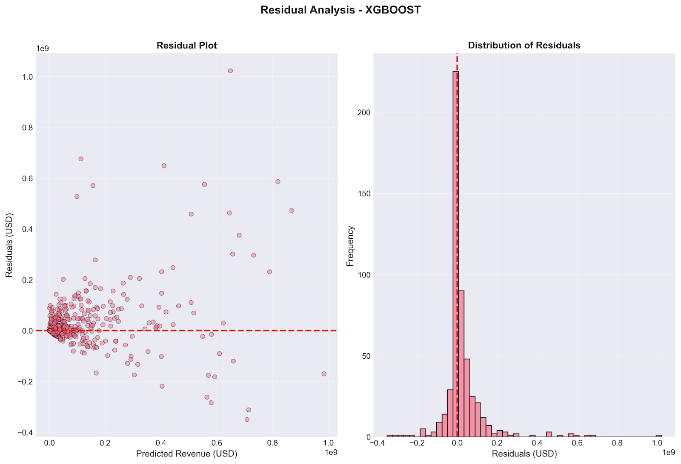 Residual Analysis - XGBOOST
Residual Plot
1e9
1.0
0.8
0.6
0.4
0.2
0.0
−0.2
−0.4
Residuals (USD)
0.0 0.2 0.4 0.6 0.8 1.0
Predicted Revenue (USD)
1e9
Distribution of Residuals
200
150
100
50
0
Frequency
−0.4 −0.2 0.0 0.2 0.4 0.6 0.8 1.0
Residuals (USD)
1e9